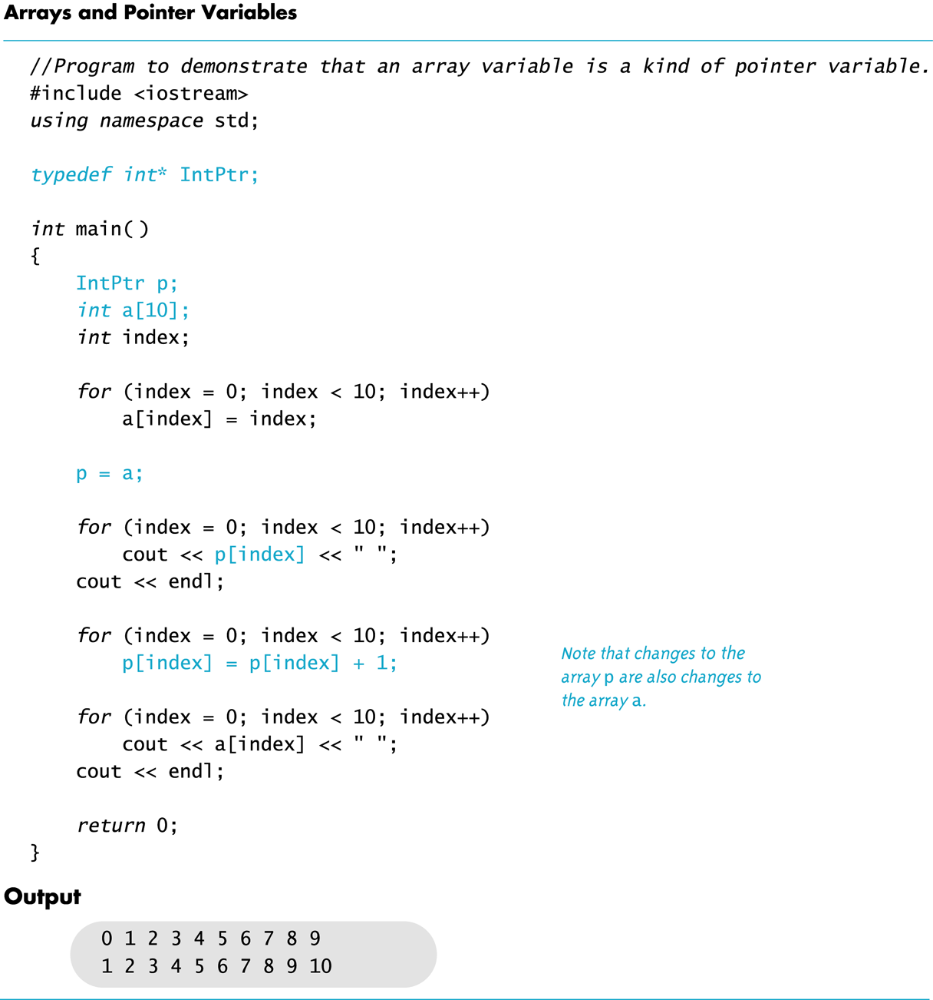 Arrays and Pointer Variables
//Program to demonstrate that an array variable is a kind of pointer variable.
#include <iostream>
using namespace std;
typedef int* IntPtr;
int main( )
{
IntPtr p;
int a[10];
int index;
for (index = 0; index < 10; index++)
a[index] = index;
p = a;
for (index = 0; index < 10; index++)
cout << p[index] << " ";
cout << endl;
for (index = 0; index < 10; index++)
p[index] = p[index] + 1;
Note that changes to the
array p are also changes to
the array a.
for (index = 0; index < 10; index++)
cout << a[index] << " ";
cout << endl;
return 0;
}
Output
0 1 2 3 4 5 6 7 8 9
1 2 3 4 5 6 7 8 9 10